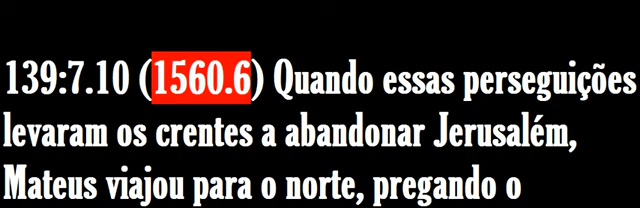 139:7.10 (1560.6) Quando essas perseguições
levaram os crentes a abandonar Jerusalém,
Mateus viajou para o norte, pregando o